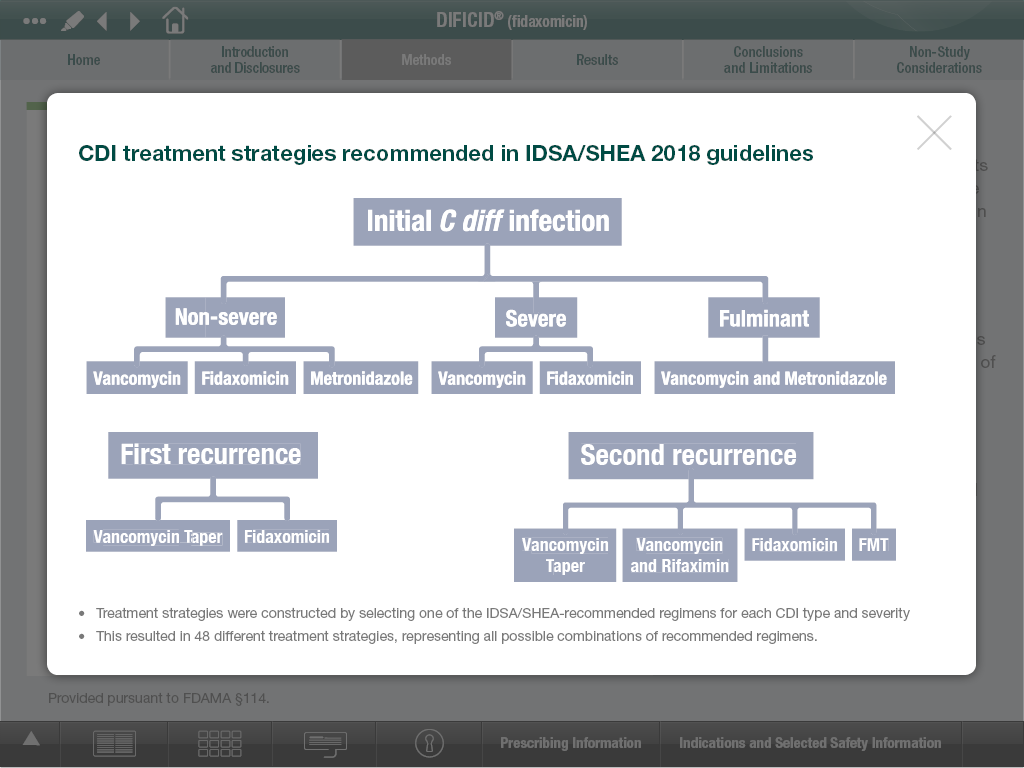 DIFICID® (fidaxomicin)
Home
Introduction
and Disclosures
Methods
Results
Conclusions
and Limitations
Non-Study
Considerations
CDI treatment strategies recommended in IDSA/SHEA 2018 guidelines
Initial C diff infection
Non-severe
Severe
Fulminant
Vancomycin
Fidaxomicin
Metronidazole
Vancomycin
Fidaxomicin
Vancomycin and Metronidazole
First recurrence
Second recurrence
Vancomycin Taper
Fidaxomicin
Vancomycin
Taper
Vancomycin
and Rifaximin
Fidaxomicin
FMT
• Treatment strategies were constructed by selecting one of the IDSA/SHEA-recommended regimens for each CDI type and severity
• This resulted in 48 different treatment strategies, representing all possible combinations of recommended regimens.
of
Provided pursuant to FDAMA §114.
Prescribing Information
Indications and Selected Safety Information